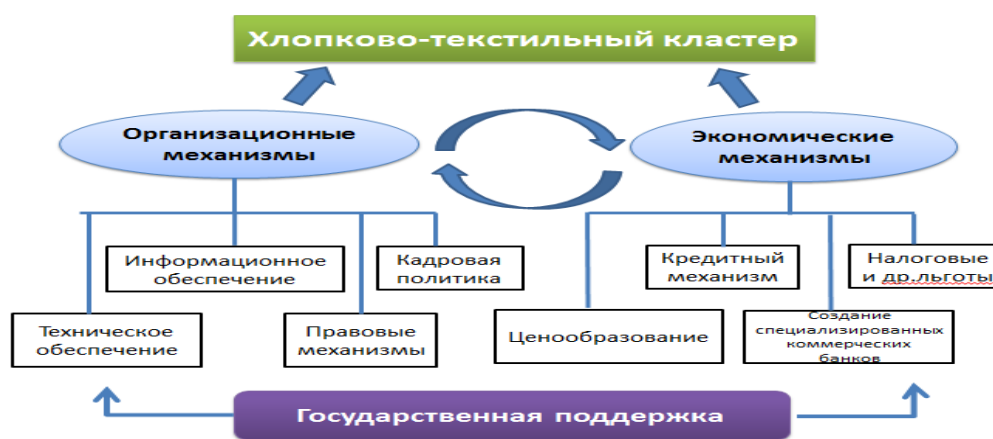 Хлопково-текстильный кластер
Организационные
механизмы
Экономические
механизмы
Информационное
обеспечение
Кадровая
политика
Кредитный
механизм
Налоговые
и др.льготы
Техническое
обеспечение
Правовые
механизмы
Ценообразование
Создание
специализированных
коммерческих
банков
Государственная поддержка